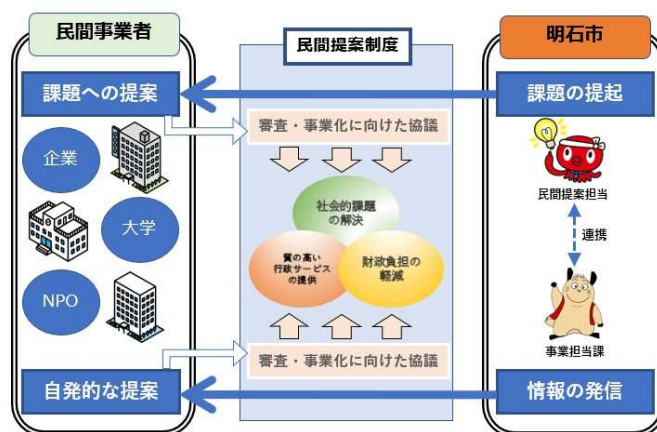 民間事業者
民間提案制度
明石市
課題への提案
課題の提起
審査・事業化に向けた協議
企業
大学
NPO
社会的課題
の解決
質の高い
行政サービス
の提供
財政負担の
軽減
民間提案担当
連携
事業担当課
審査・事業化に向けた協議
自発的な提案
情報の発信